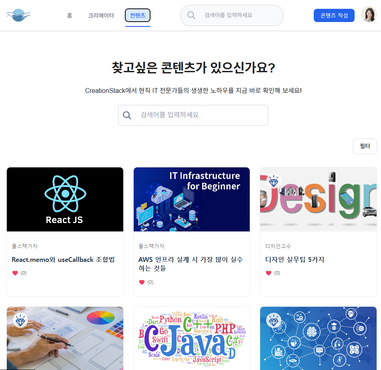 홈
크리에이터
컨텐츠
검색어를 입력하세요
콘텐츠 작성
찾고싶은 콘텐츠가 있으신가요?
CreationStack에서 현직 IT 전문가들의 생생한 노하우를 지금 바로 확인해 보세요!
검색어를 입력하세요
필터
React JS
IT Infrastructure
for Beginner
Design
풀스택가지
React.memo와 useCallback 조합법
(0)
풀스택가지
AWS 인프라 설계 시 가장 많이 실수
하는 것들
(0)
디자인고수
디자인 실무팁 5가지
(0)
Python
PHP
C#
Java
JavaScript